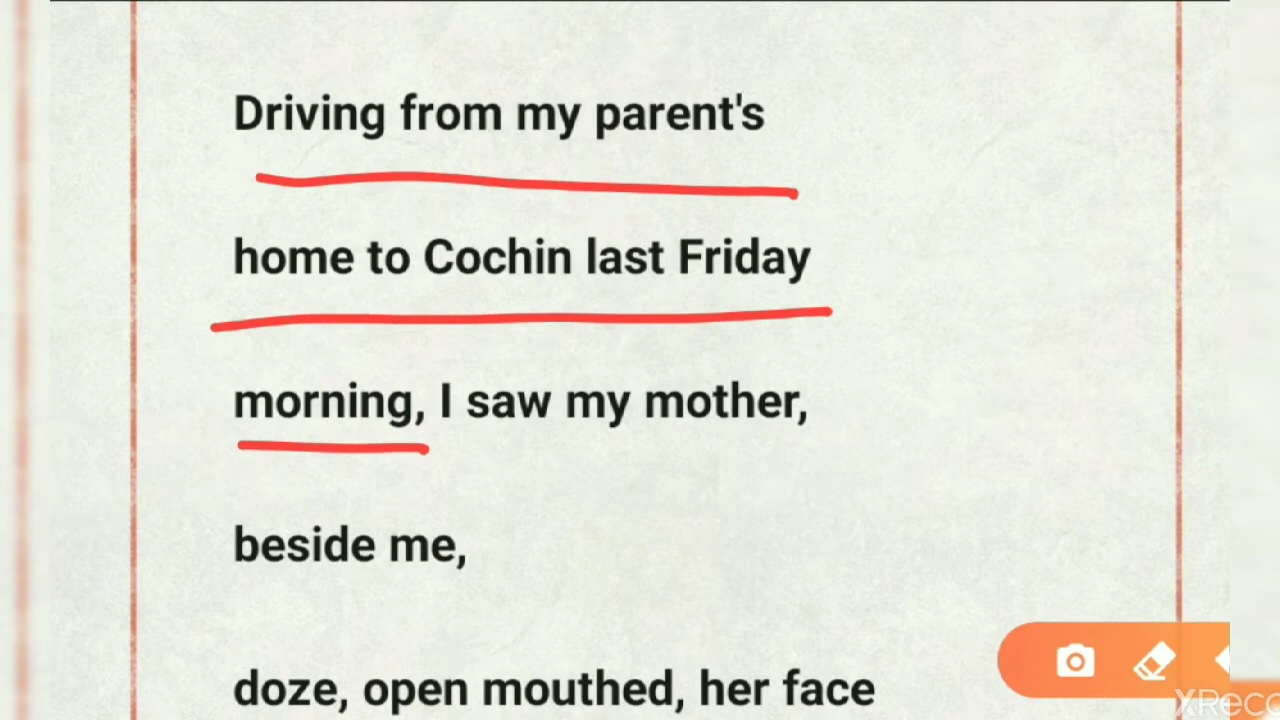 Driving from my parent's
home to Cochin last Friday
morning, I saw my mother,
beside me,
doze, open mouthed, her face